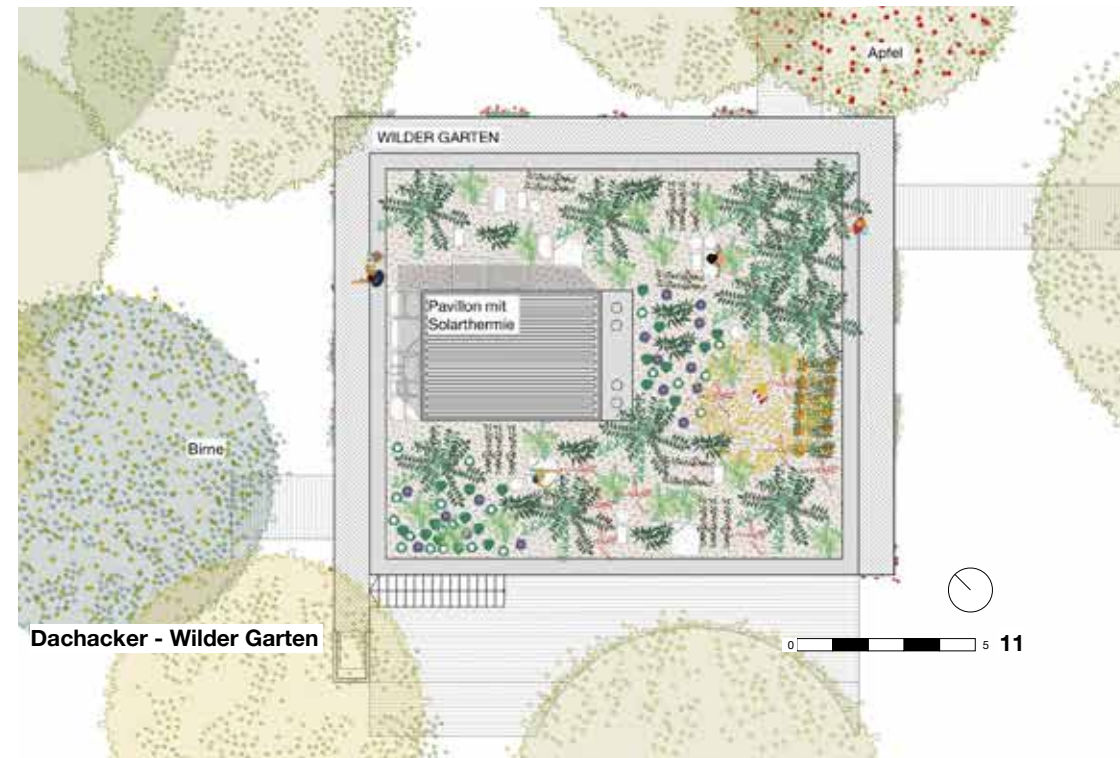 Apfel
WILDER GARTEN
Pavillon mit
Solarthermie
Birne
Dachacker - Wilder Garten
0 5 11